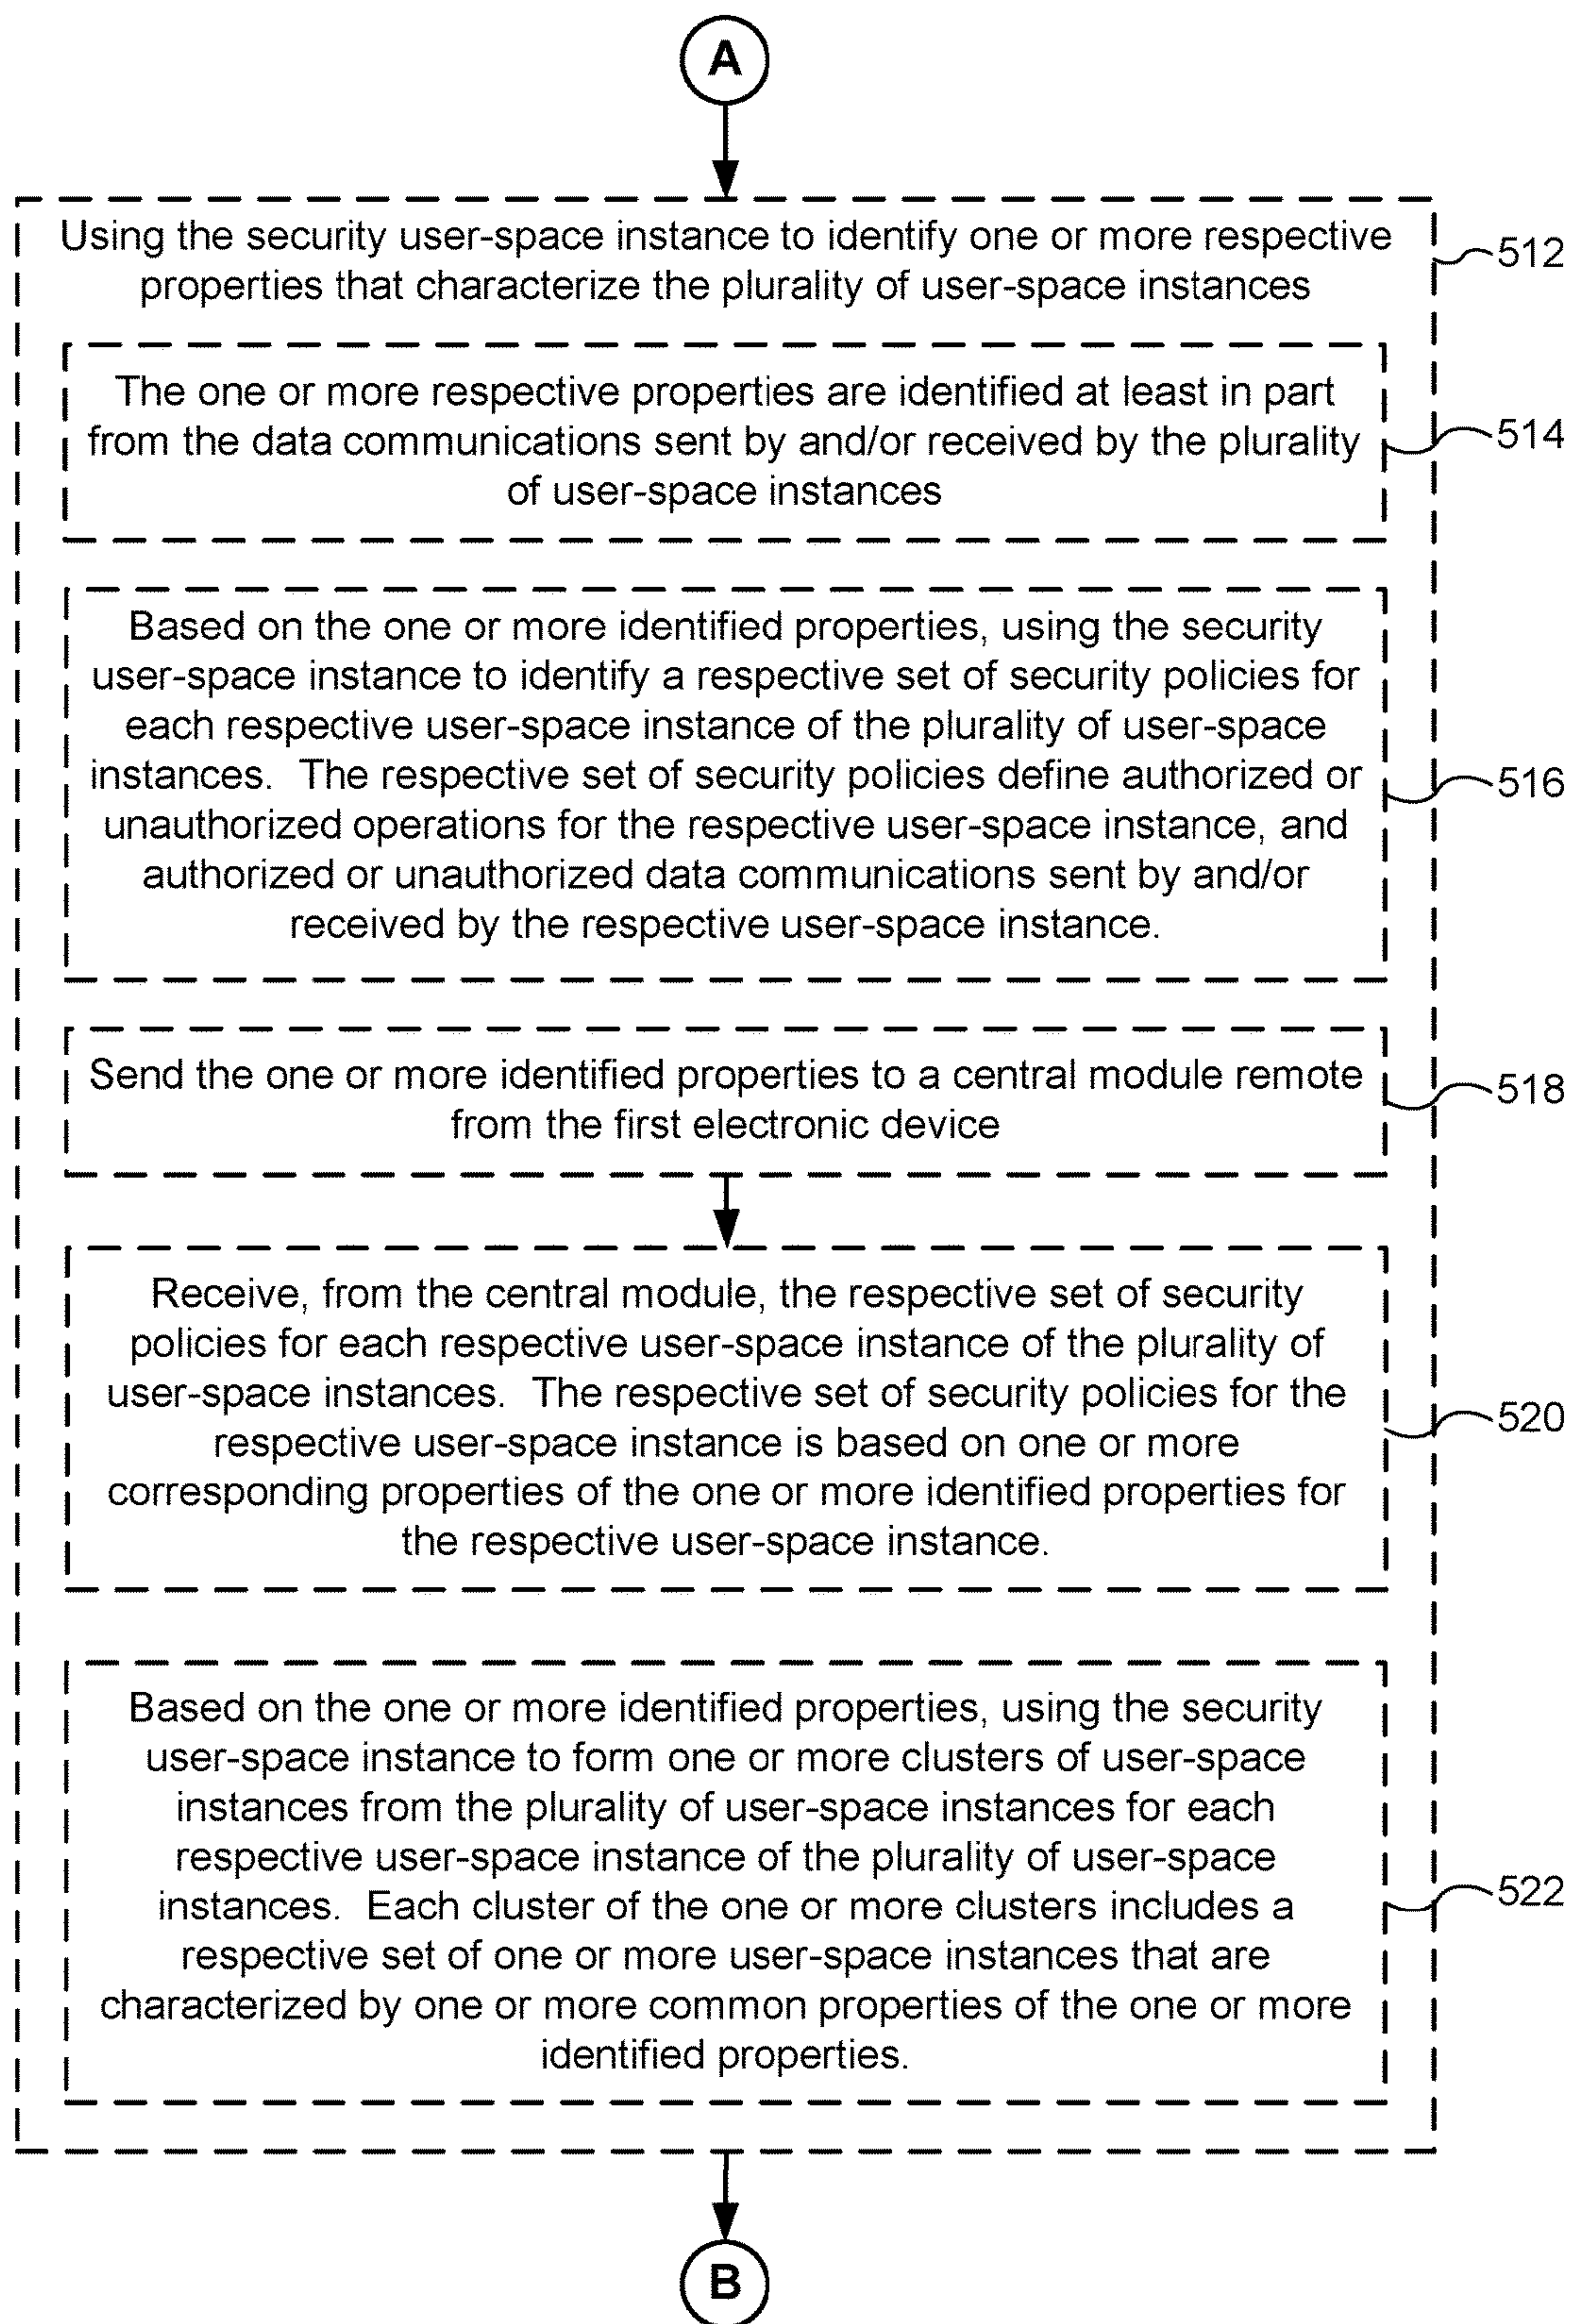 A
Using the security user-space instance to identify one or more respective
properties that characterize the plurality of user-space instances
512
The one or more respective properties are identified at least in part
from the data communications sent by and/or received by the plurality
of user-space instances
514
Based on the one or more identified properties, using the security
user-space instance to identify a respective set of security policies for
each respective user-space instance of the plurality of user-space
instances.  The respective set of security policies define authorized or
unauthorized operations for the respective user-space instance, and
authorized or unauthorized data communications sent by and/or
received by the respective user-space instance.
516
Send the one or more identified properties to a central module remote
from the first electronic device
518
Receive, from the central module, the respective set of security
policies for each respective user-space instance of the plurality of
user-space instances.  The respective set of security policies for the
respective user-space instance is based on one or more
corresponding properties of the one or more identified properties for
the respective user-space instance.
520
Based on the one or more identified properties, using the security
user-space instance to form one or more clusters of user-space
instances from the plurality of user-space instances for each
respective user-space instance of the plurality of user-space
instances.  Each cluster of the one or more clusters includes a
respective set of one or more user-space instances that are
characterized by one or more common properties of the one or more
identified properties.
522
B